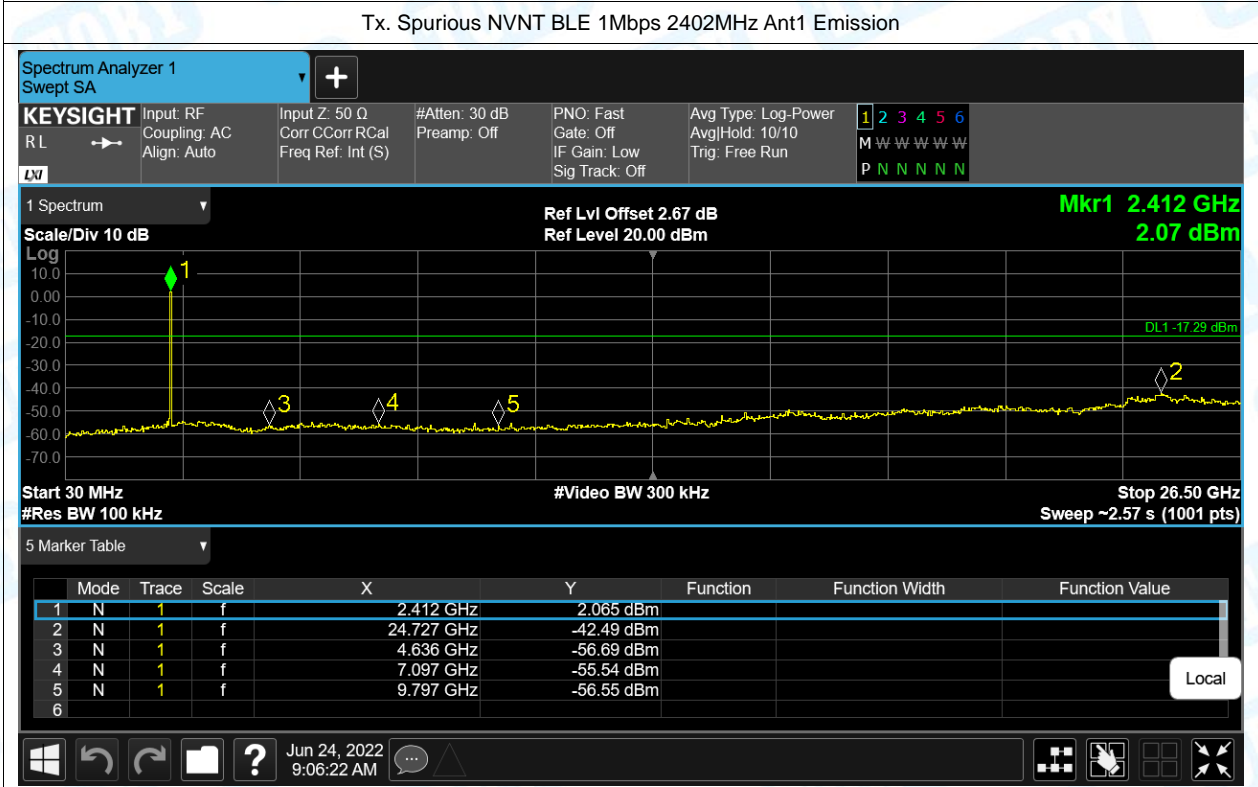 Tx. Spurious NVNT BLE 1Mbps 2402MHz Ant1 Emission
Spectrum Analyzer 1
Swept SA
+
KEYSIGHT
RL
LXI
Input: RF
Coupling: AC
Align: Auto
Input Z: 50 Ω
Corr CCorr RCal
Freq Ref: Int (S)
#Atten: 30 dB
Preamp: Off
PNO: Fast
Gate: Off
IF Gain: Low
Sig Track: Off
Avg Type: Log-Power
Avg|Hold: 10/10
Trig: Free Run
1 2 3 4 5 6
M W W W W W
P N N N N N
1 Spectrum
Scale/Div 10 dB
Ref Lvl Offset 2.67 dB
Ref Level 20.00 dBm
Mkr1 2.412 GHz
2.07 dBm
Log
10.0
0.00
-10.0
-20.0
-30.0
-40.0
-50.0
-60.0
-70.0
1
DL1 -17.29 dBm
2
3
4
5
Start 30 MHz
#Video BW 300 kHz
Stop 26.50 GHz
#Res BW 100 kHz
Sweep ~2.57 s (1001 pts)
5 Marker Table
Mode Trace Scale X Y Function Function Width Function Value
1 N 1 f 2.412 GHz 2.065 dBm
2 N 1 f 24.727 GHz -42.49 dBm
3 N 1 f 4.636 GHz -56.69 dBm
4 N 1 f 7.097 GHz -55.54 dBm
5 N 1 f 9.797 GHz -56.55 dBm
6
Local
?
Jun 24, 2022
9:06:22 AM